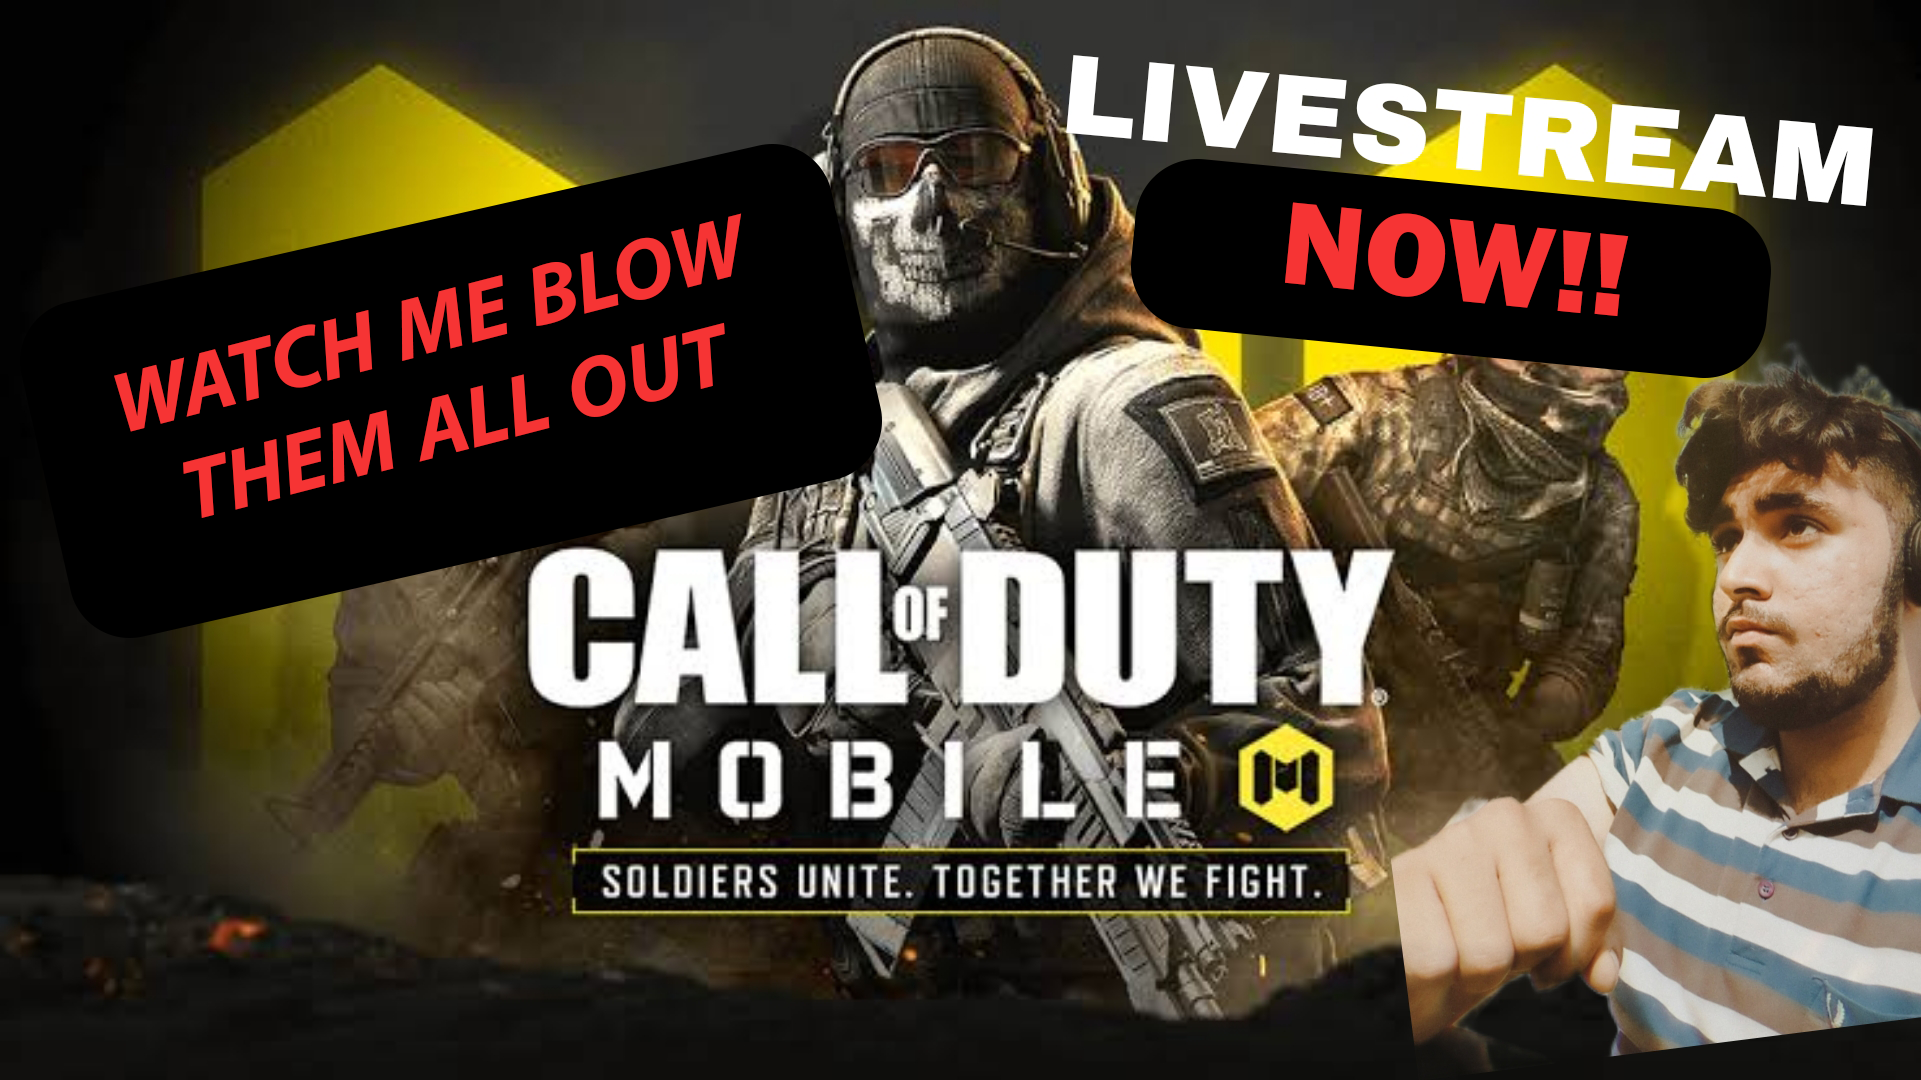 LIVESTREAM
NOW!!
WATCH ME BLOW
THEM ALL OUT
CALL OF DUTY®
MOBILE
SOLDIERS UNITE. TOGETHER WE FIGHT.